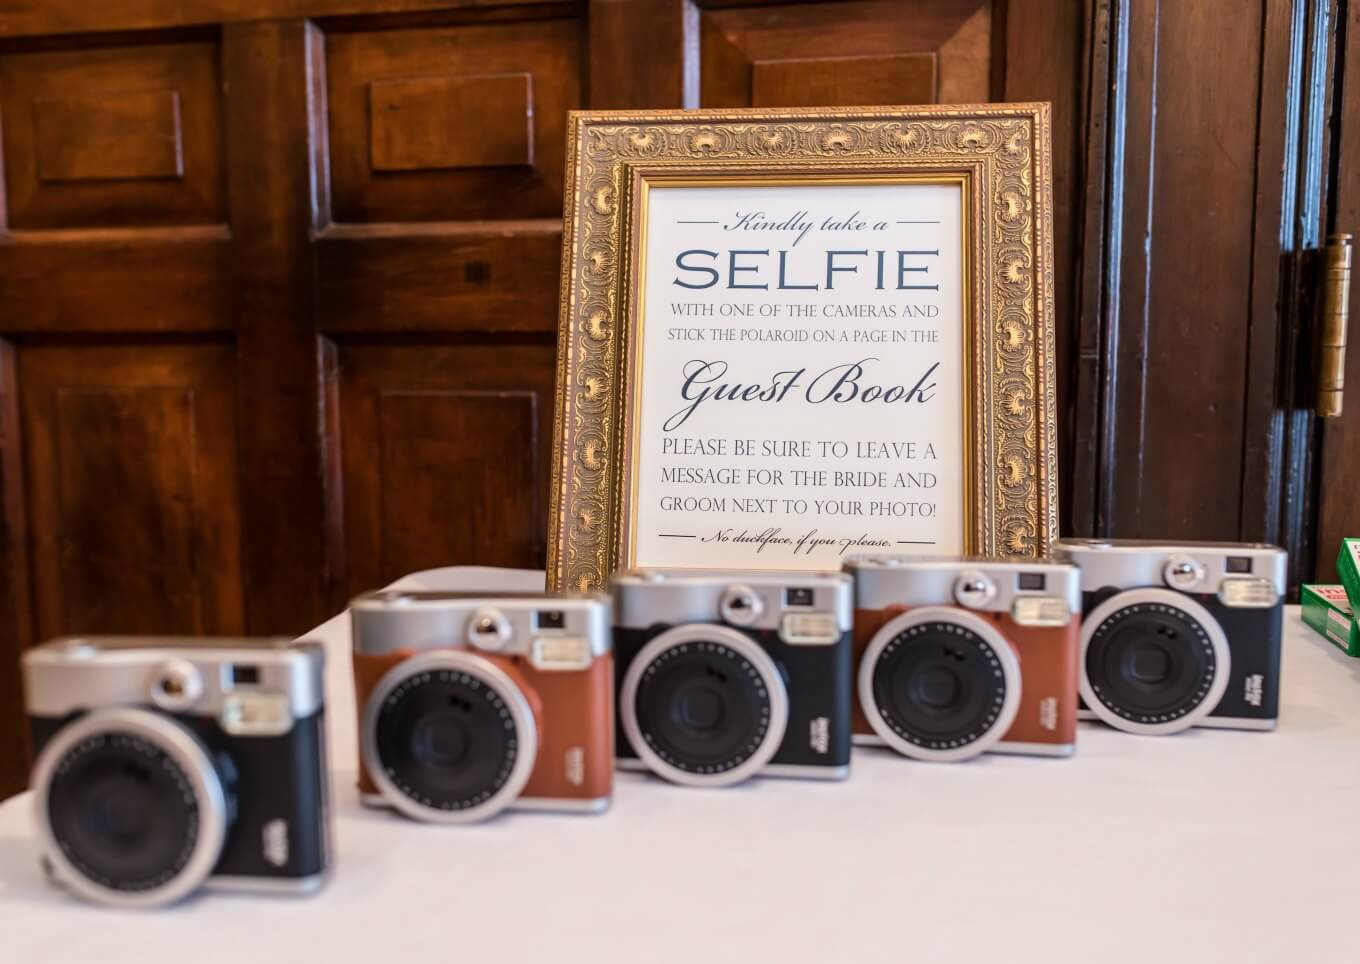 Kindly take a
SELFIE
WITH ONE OF THE CAMERAS AND
STICK THE POLAROID ON A PAGE IN THE
Guest Book
PLEASE BE SURE TO LEAVE A
MESSAGE FOR THE BRIDE AND
GROOM NEXT TO YOUR PHOTO!
No duckface, if you please.
instax